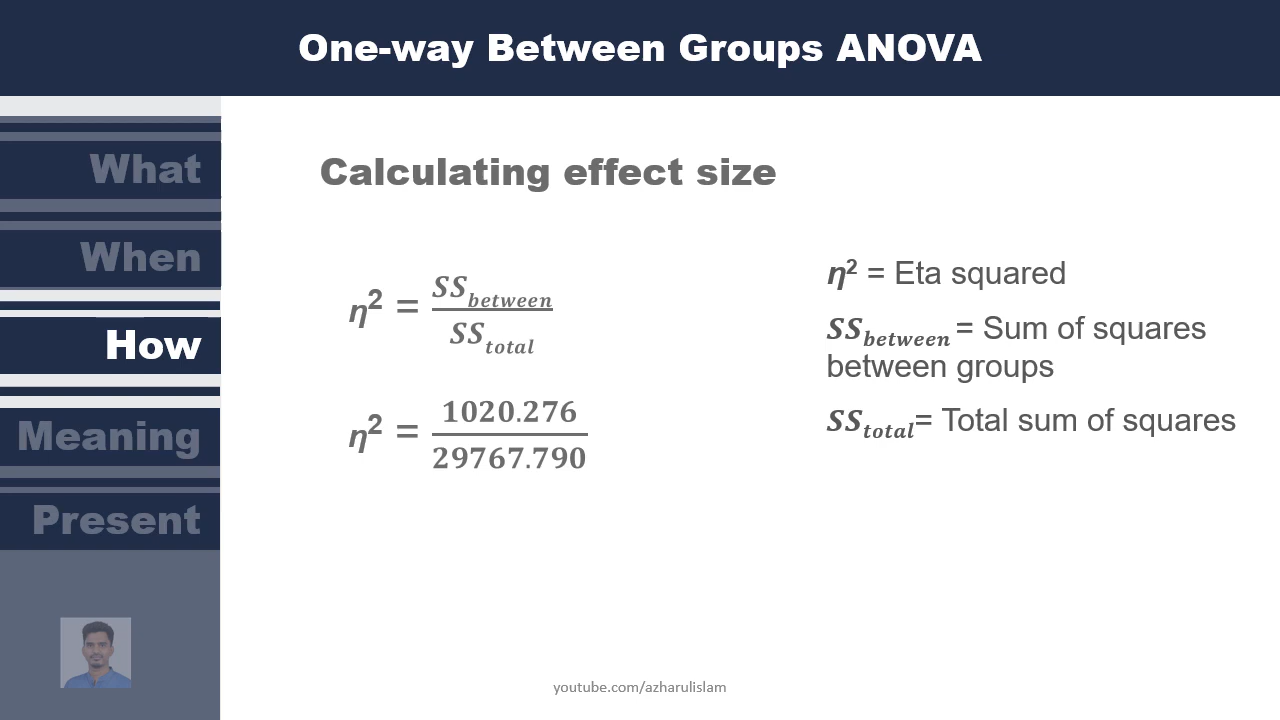 One-way Between Groups ANOVA
What
When
How
Meaning
Present
Calculating effect size
η² = SS_between / SS_total
η² = 1020.276 / 29767.790
η² = Eta squared
SS_between = Sum of squares
between groups
SS_total= Total sum of squares
youtube.com/azharulislam